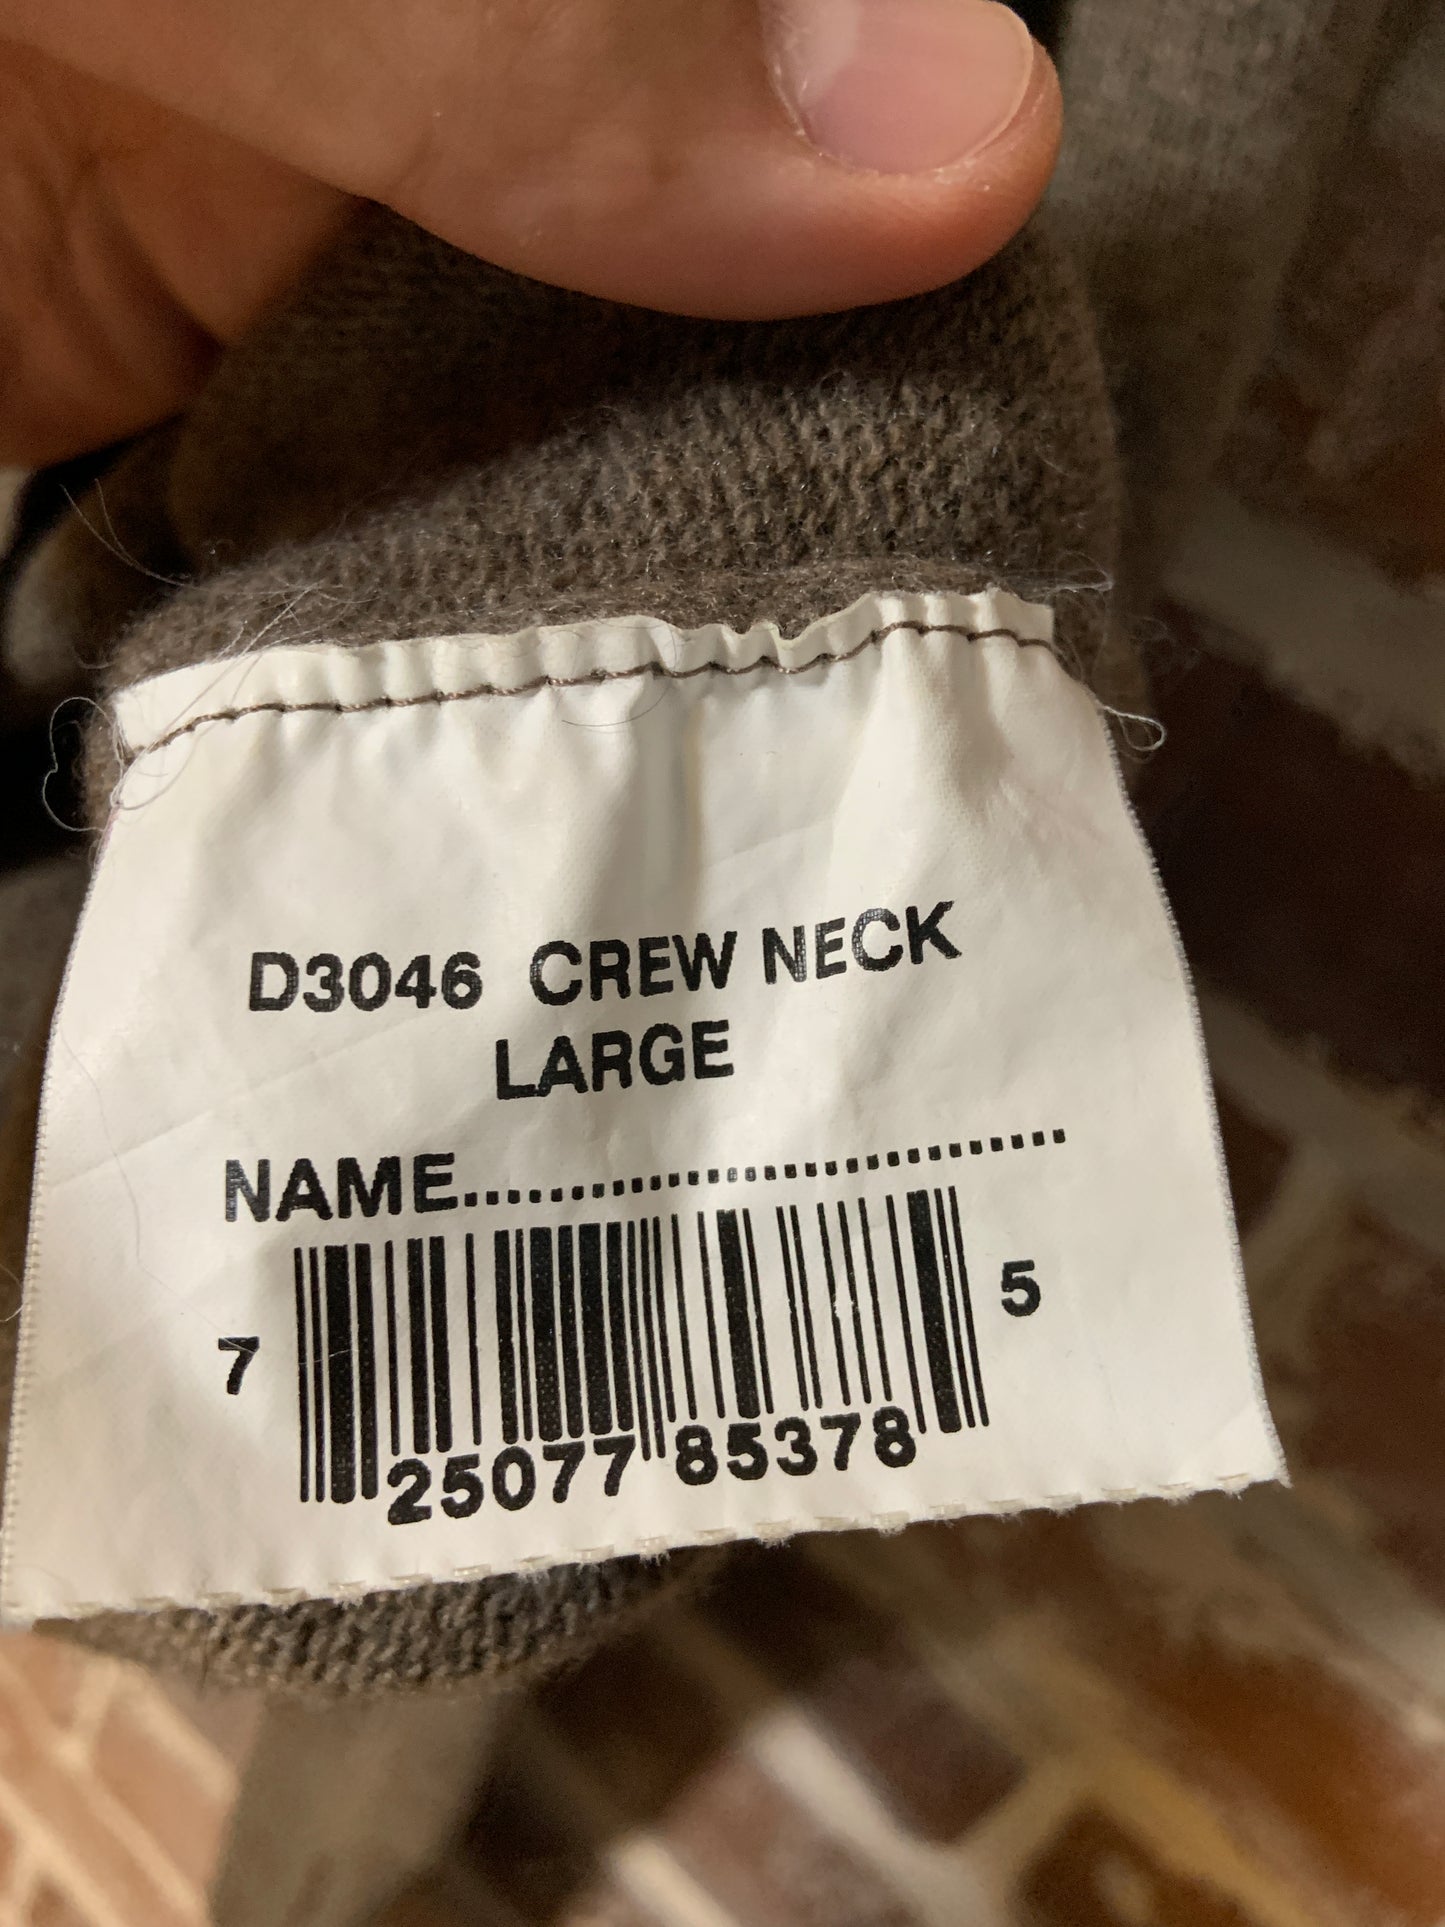 D3046 CREW NECK
LARGE
NAME..............................
7 25077 85378 5